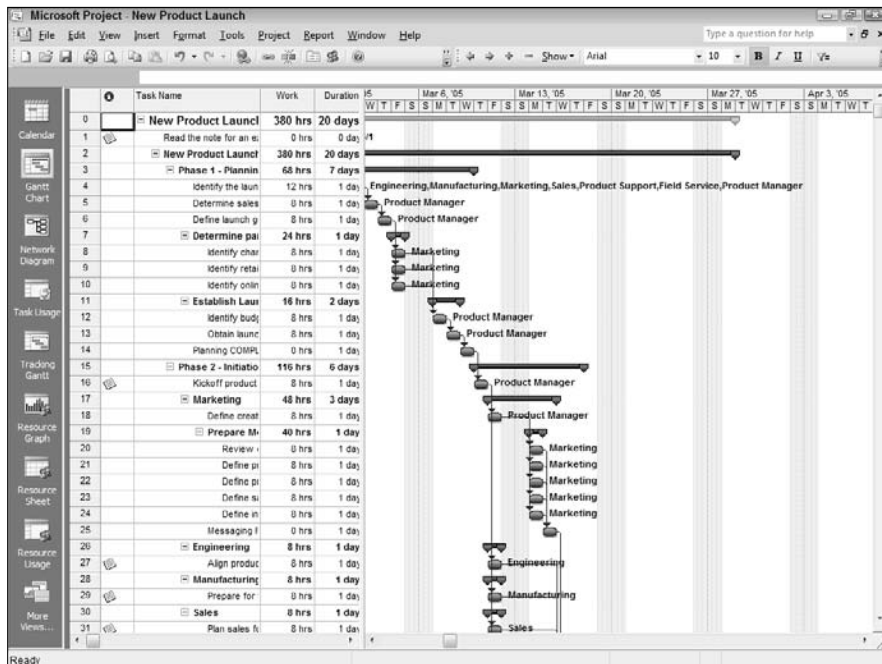 Microsoft Project - New Product Launch
File Edit View Insert Format Tools Project Report Window Help
Type a question for help
Show Arial 10 B I U
Task Name Work Duration
Mar 6, '05 Mar 13, '05 Mar 20, '05 Mar 27, '05 Apr 3, '05
W T F S S M T W T F S S M T W T F S S M T W T F S S M T W T F S S M T W T
0 New Product Launcl 380 hrs 20 days
1 Read the note for an e 0 hrs 0 day /1
2 New Product Launch 380 hrs 20 days
3 Phase 1 - Plannin 68 hrs 7 days
4 Identify the laun 12 hrs 1 day Engineering,Manufacturing,Marketing,Sales,Product Support,Field Service,Product Manager
5 Determine sales 8 hrs 1 day Product Manager
6 Define launch g 8 hrs 1 day Product Manager
7 Determine pa 24 hrs 1 day
8 Identify chan 8 hrs 1 day Marketing
9 Identify retai 8 hrs 1 day Marketing
10 Identify onlin 8 hrs 1 day Marketing
11 Establish Laun 16 hrs 2 days
12 Identify budg 8 hrs 1 day Product Manager
13 Obtain launc 8 hrs 1 day Product Manager
14 Planning COMPL 0 hrs 1 day
15 Phase 2 - Initiatio 116 hrs 6 days
16 Kickoff product 8 hrs 1 day Product Manager
17 Marketing 48 hrs 3 days
18 Define creat 8 hrs 1 day Product Manager
19 Prepare M 40 hrs 1 day
20 Review 8 hrs 1 day Marketing
21 Define p 8 hrs 1 day Marketing
22 Define p 8 hrs 1 day Marketing
23 Define s 8 hrs 1 day Marketing
24 Define in 8 hrs 1 day Marketing
25 Messaging 0 hrs 1 day
26 Engineering 8 hrs 1 day
27 Align produc 8 hrs 1 day Engineering
28 Manufacturing 8 hrs 1 day
29 Prepare for 8 hrs 1 day Manufacturing
30 Sales 8 hrs 1 day
31 Plan sales fo 8 hrs 1 day Sales
Calendar
Gantt
Chart
Network
Diagram
Task Usage
Tracking
Gantt
Resource
Graph
Resource
Sheet
Resource
Usage
More
Views...
Ready